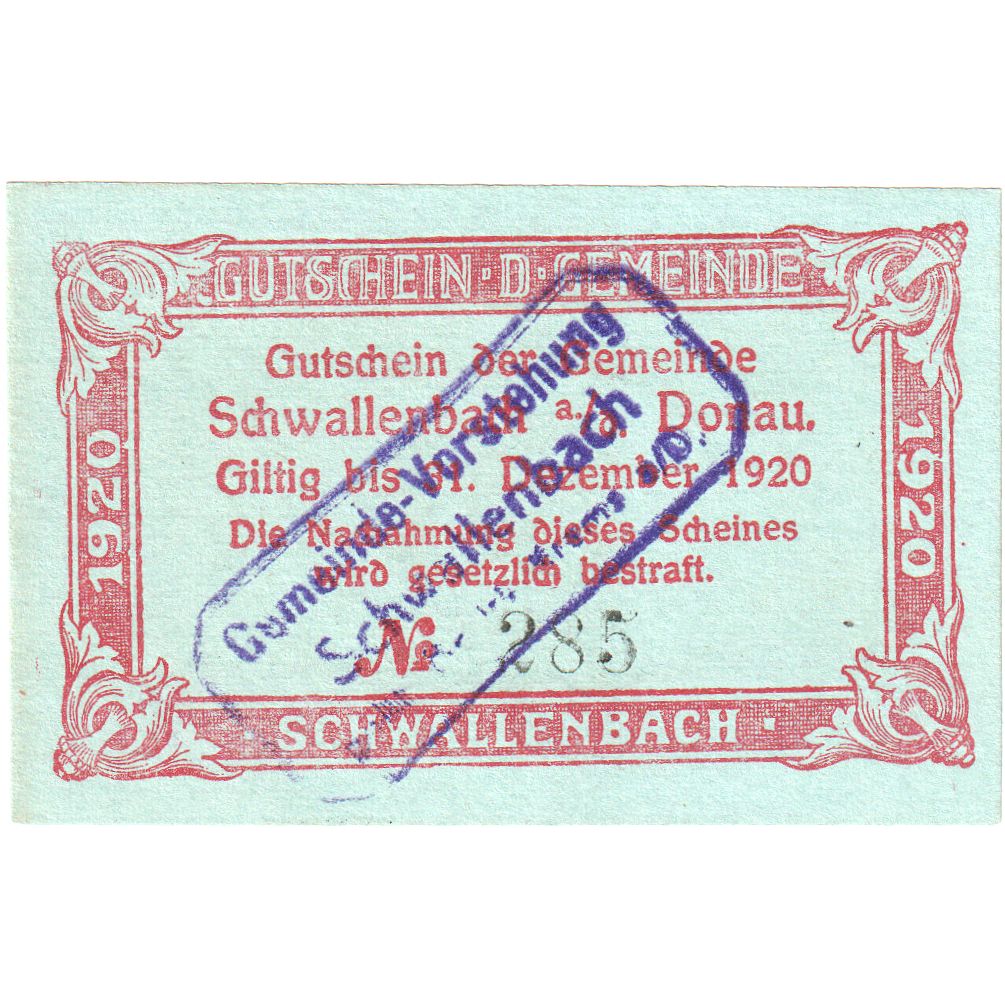 GUTSCHEIN · D · GEMEINDE
1920
Gutschein der Gemeinde
Schwallenbach a./d. Donau.
Giltig bis 31. Dezember 1920
Die Nachahmung dieses Scheines
wird gesetzlich bestraft.
№ 285
1920
· SCHWALLENBACH ·
Gemeinde-Vorstehung
Schwallenbach
Krems a/D.